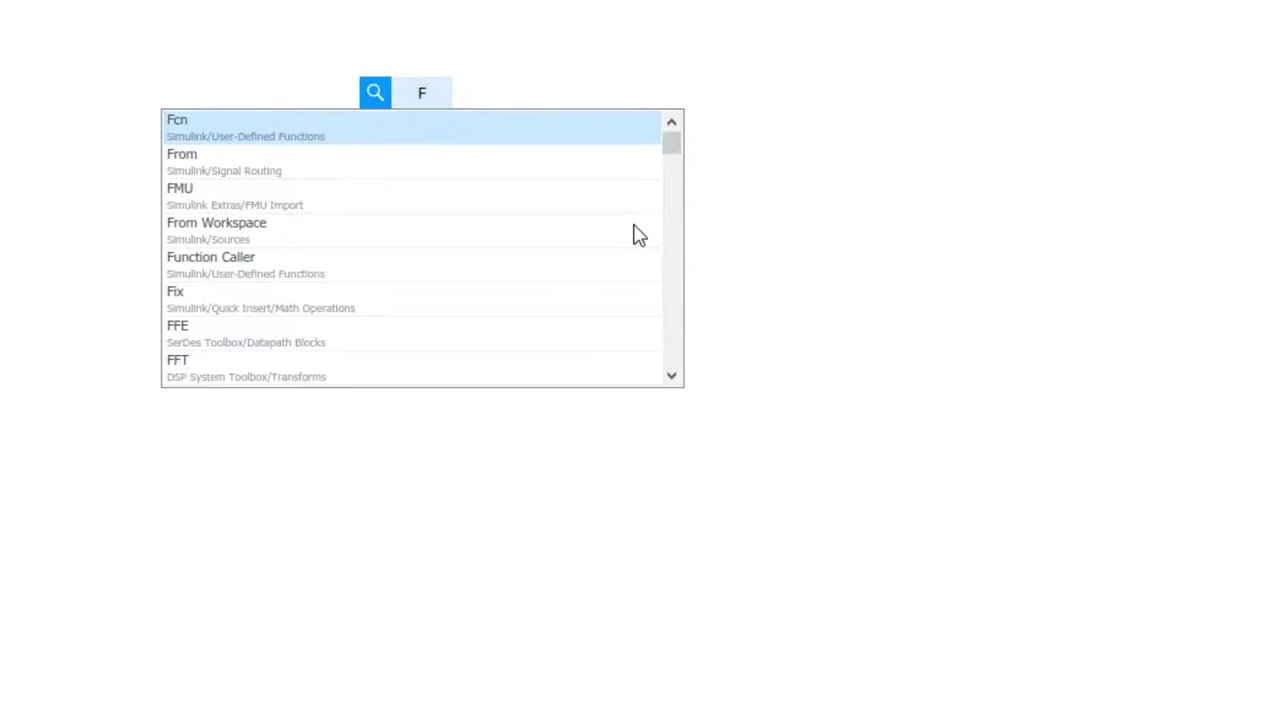 F
Fcn
Simulink/User-Defined Functions
From
Simulink/Signal Routing
FMU
Simulink Extras/FMU Import
From Workspace
Simulink/Sources
Function Caller
Simulink/User-Defined Functions
Fix
Simulink/Quick Insert/Math Operations
FFE
SerDes Toolbox/Datapath Blocks
FFT
DSP System Toolbox/Transforms